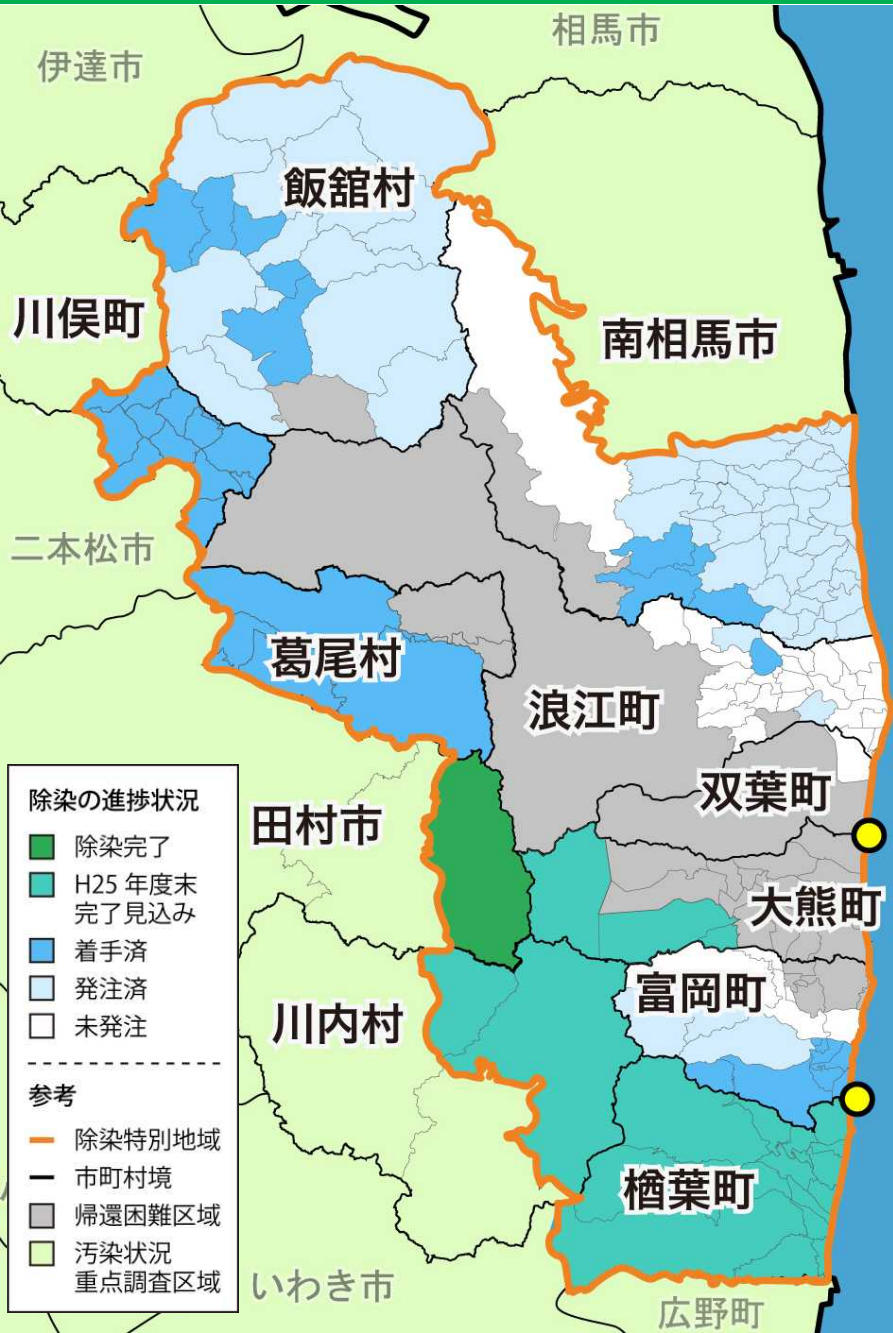 相馬市
伊達市
飯舘村
川俣町
南相馬市
二本松市
葛尾村
浪江町
双葉町
田村市
大熊町
富岡町
川内村
楢葉町
いわき市
広野町
除染の進捗状況
除染完了
H25 年度末
完了見込み
着手済
発注済
未発注
参考
除染特別地域
市町村境
帰還困難区域
汚染状況
重点調査区域